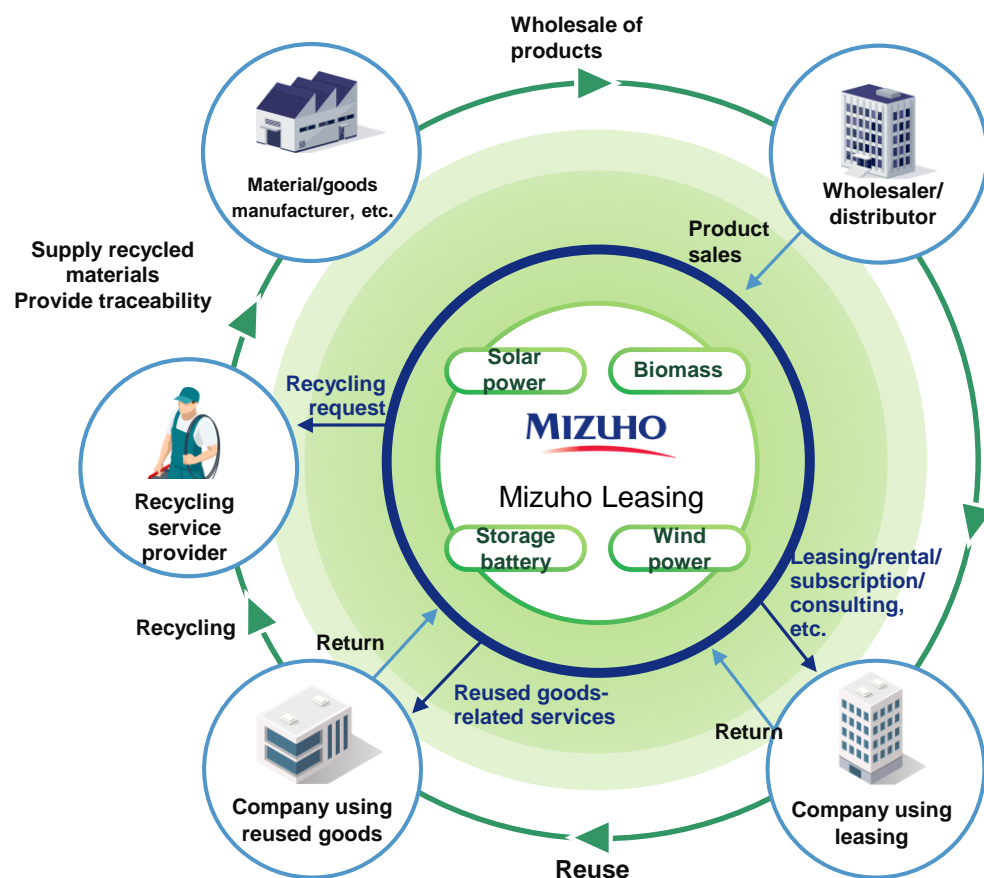 Wholesale of
products
Material/goods
manufacturer, etc.
Wholesaler/
distributor
Product
sales
Supply recycled
materials
Provide traceability
Solar
power
Biomass
Recycling
request
MIZUHO
Mizuho Leasing
Recycling
service
provider
Storage
battery
Wind
power
Leasing/rental/
subscription/
consulting,
etc.
Recycling
Return
Reused goods-
related services
Return
Company using
reused goods
Company using
leasing
Reuse